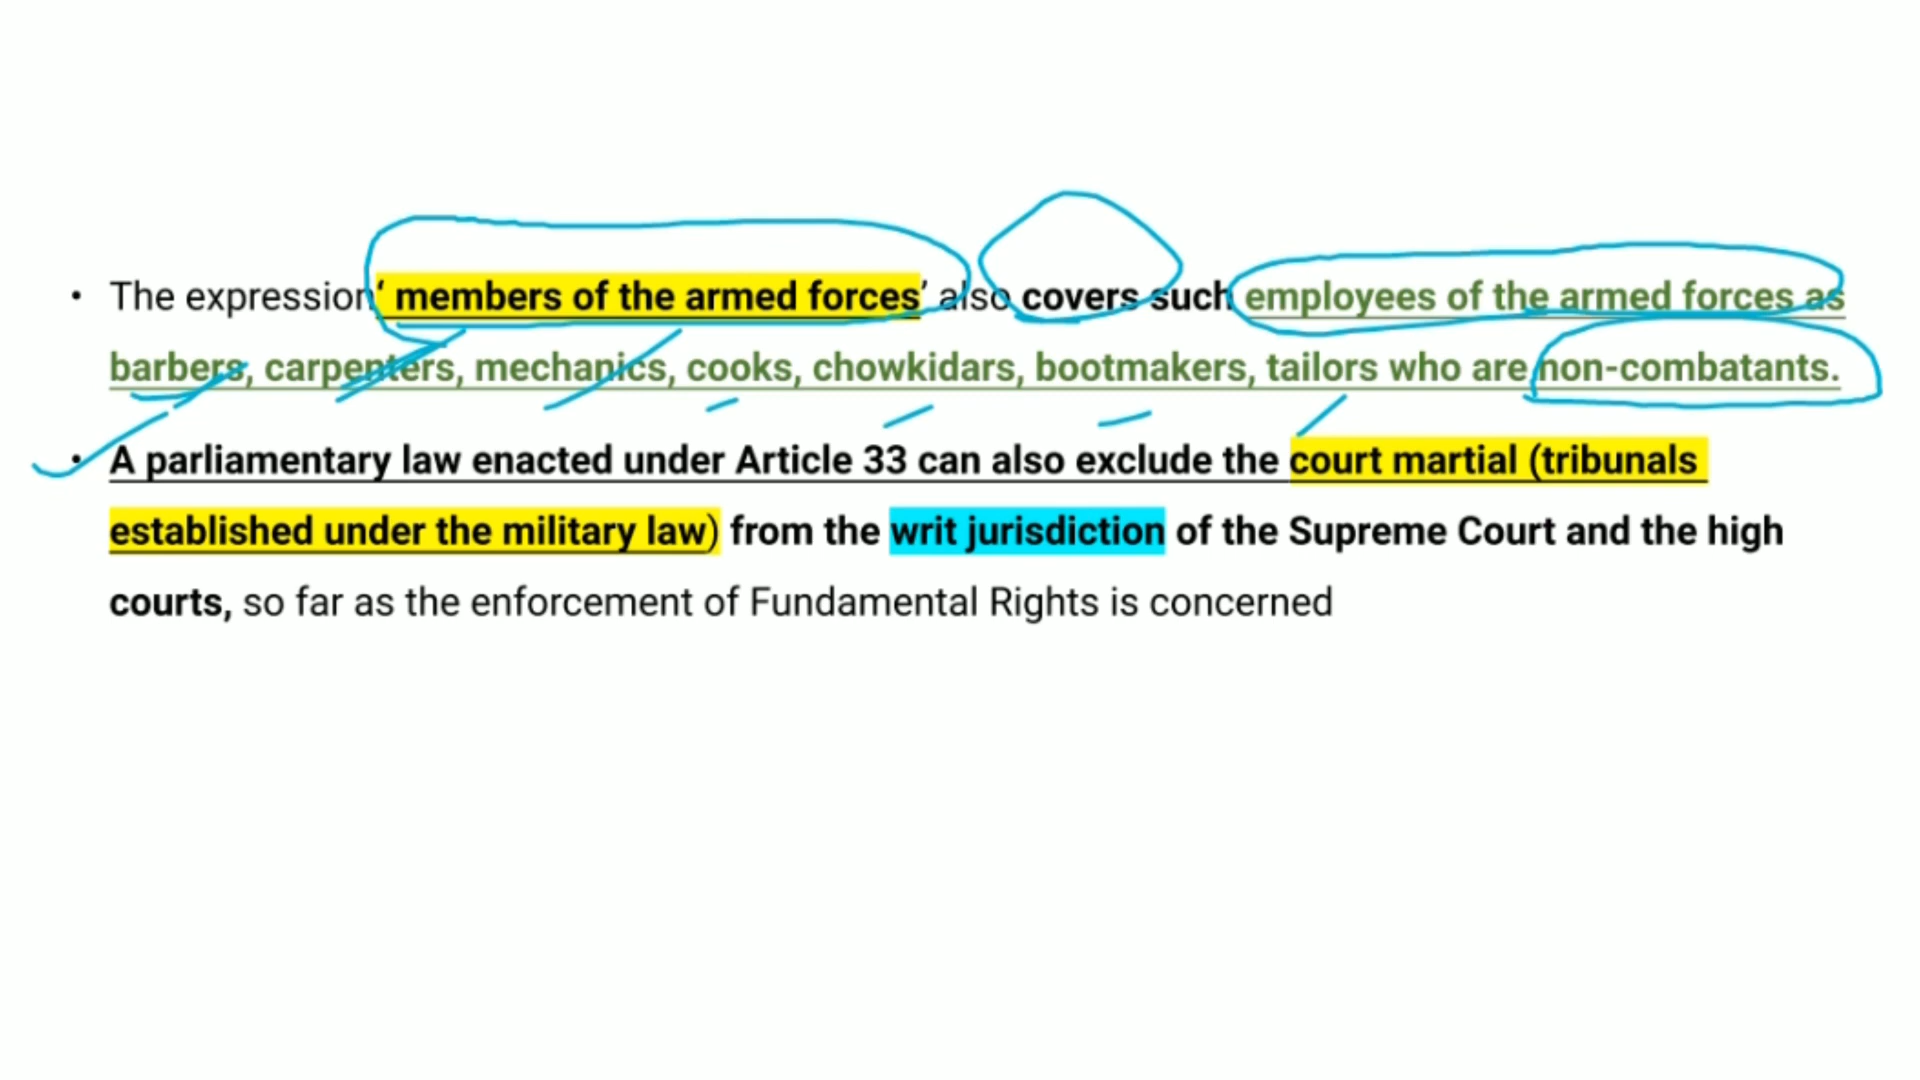 • The expression ‘ members of the armed forces’ also covers such employees of the armed forces as
barbers, carpenters, mechanics, cooks, chowkidars, bootmakers, tailors who are non-combatants.
• A parliamentary law enacted under Article 33 can also exclude the court martial (tribunals
established under the military law) from the writ jurisdiction of the Supreme Court and the high
courts, so far as the enforcement of Fundamental Rights is concerned